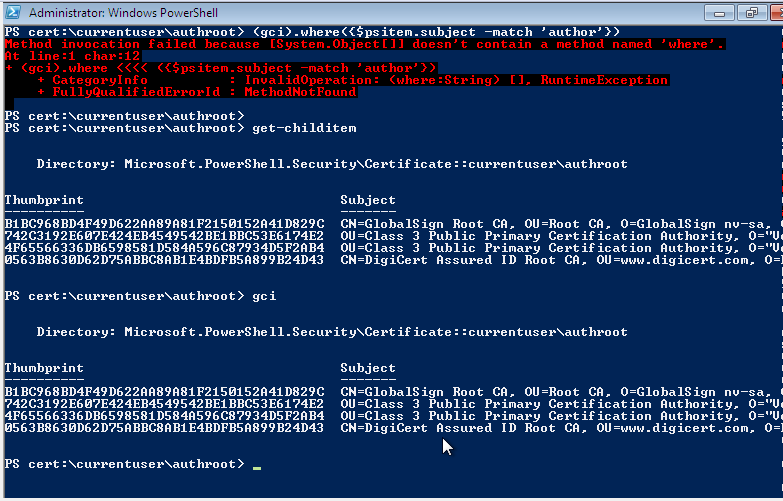 Administrator: Windows PowerShell
PS cert:\currentuser\authroot> (gci).where({$psitem.subject -match 'author'})
Method invocation failed because [System.Object[]] doesn't contain a method named 'where'.
At line:1 char:12
+ (gci).where <<<< ({$psitem.subject -match 'author'})
+ CategoryInfo : InvalidOperation: (where:String) [], RuntimeException
+ FullyQualifiedErrorId : MethodNotFound
PS cert:\currentuser\authroot>
PS cert:\currentuser\authroot> get-childitem
Directory: Microsoft.PowerShell.Security\Certificate::currentuser\authroot
Thumbprint Subject
---------- -------
B1BC968BD4F49D622AA89A81F2150152A41D829C CN=GlobalSign Root CA, OU=Root CA, O=GlobalSign nv-sa,
742C3192E607E424EB4549542BE1BBC53E6174E2 OU=Class 3 Public Primary Certification Authority, O="Ve
4F65566336DB6598581D584A596C87934D5F2AB4 OU=Class 3 Public Primary Certification Authority, O="Ve
0563B8630D62D75ABBC8AB1E4BDFB5A899B24D43 CN=DigiCert Assured ID Root CA, OU=www.digicert.com, O=D
PS cert:\currentuser\authroot> gci
Directory: Microsoft.PowerShell.Security\Certificate::currentuser\authroot
Thumbprint Subject
---------- -------
B1BC968BD4F49D622AA89A81F2150152A41D829C CN=GlobalSign Root CA, OU=Root CA, O=GlobalSign nv-sa,
742C3192E607E424EB4549542BE1BBC53E6174E2 OU=Class 3 Public Primary Certification Authority, O="Ve
4F65566336DB6598581D584A596C87934D5F2AB4 OU=Class 3 Public Primary Certification Authority, O="Ve
0563B8630D62D75ABBC8AB1E4BDFB5A899B24D43 CN=DigiCert Assured ID Root CA, OU=www.digicert.com, O=D
PS cert:\currentuser\authroot> _